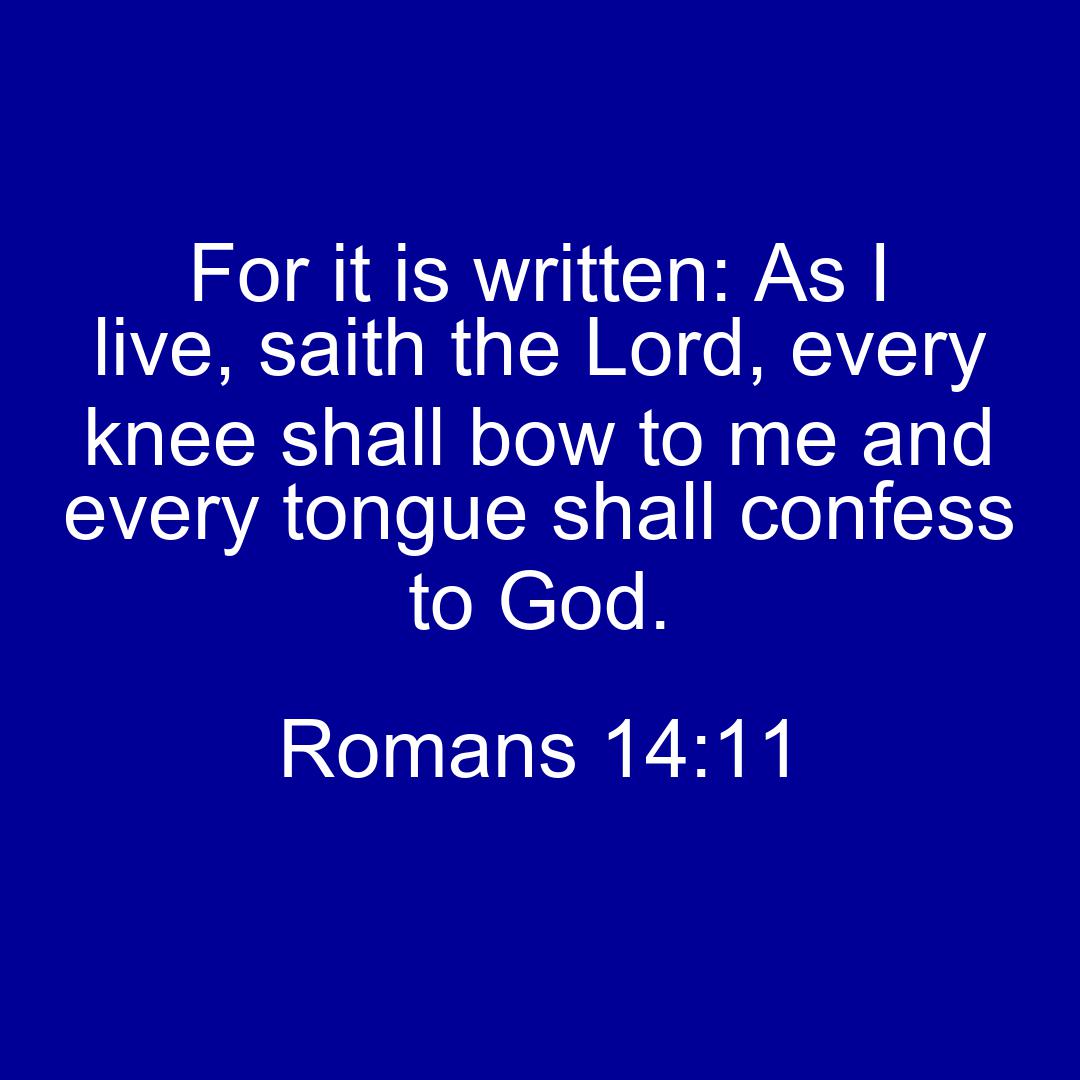 For it is written: As I
live, saith the Lord, every
knee shall bow to me and
every tongue shall confess
to God.
Romans 14:11